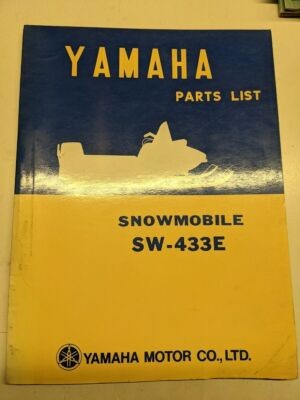 YAMAHA
PARTS LIST
SNOWMOBILE
SW-433E
YAMAHA MOTOR CO., LTD.